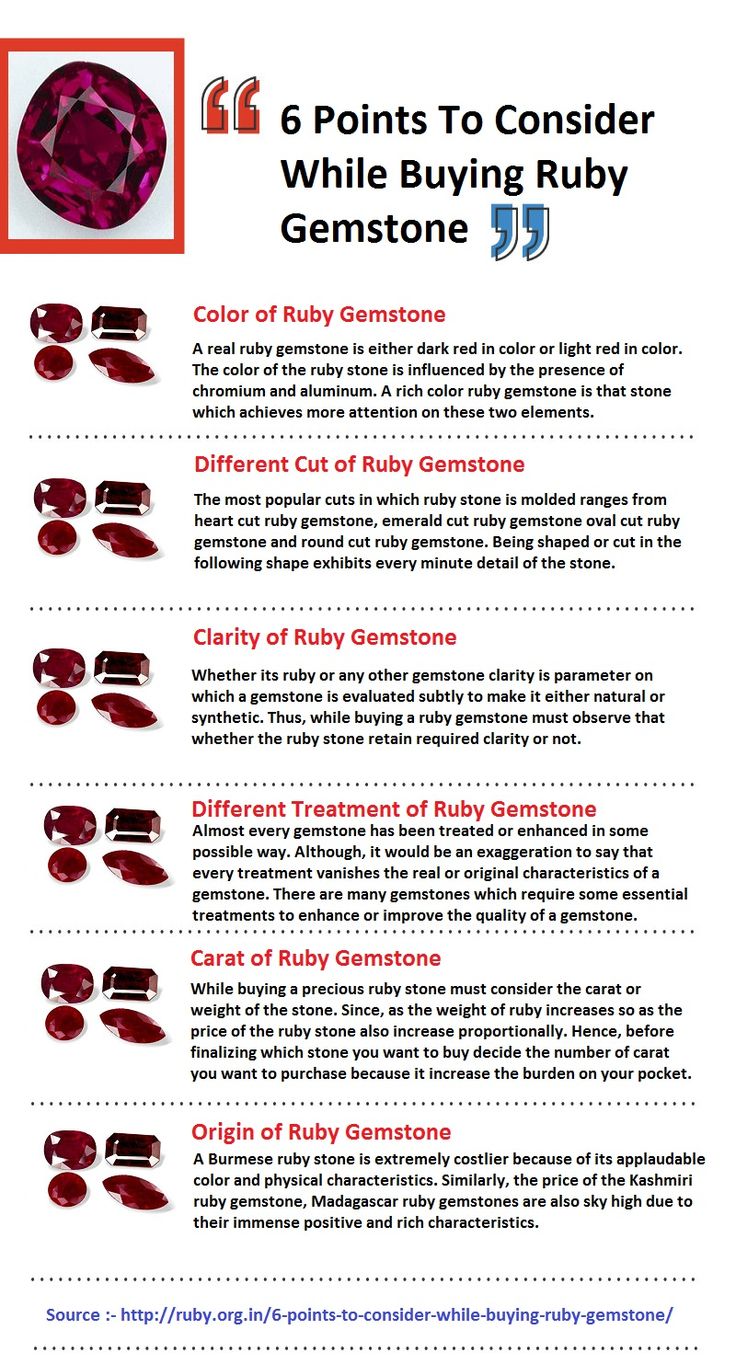 6 Points To Consider
While Buying Ruby
Gemstone
Color of Ruby Gemstone
A real ruby gemstone is either dark red in color or light red in color.
The color of the ruby stone is influenced by the presence of
chromium and aluminum. A rich color ruby gemstone is that stone
which achieves more attention on these two elements.
Different Cut of Ruby Gemstone
The most popular cuts in which ruby stone is molded ranges from
heart cut ruby gemstone, emerald cut ruby gemstone oval cut ruby
gemstone and round cut ruby gemstone. Being shaped or cut in the
following shape exhibits every minute detail of the stone.
Clarity of Ruby Gemstone
Whether its ruby or any other gemstone clarity is parameter on
which a gemstone is evaluated subtly to make it either natural or
synthetic. Thus, while buying a ruby gemstone must observe that
whether the ruby stone retain required clarity or not.
Different Treatment of Ruby Gemstone
Almost every gemstone has been treated or enhanced in some
possible way. Although, it would be an exaggeration to say that
every treatment vanishes the real or original characteristics of a
gemstone. There are many gemstones which require some essential
treatments to enhance or improve the quality of a gemstone.
Carat of Ruby Gemstone
While buying a precious ruby stone must consider the carat or
weight of the stone. Since, as the weight of ruby increases so as the
price of the ruby stone also increase proportionally. Hence, before
finalizing which stone you want to buy decide the number of carat
you want to purchase because it increase the burden on your pocket.
Origin of Ruby Gemstone
A Burmese ruby stone is extremely costlier because of its applaudable
color and physical characteristics. Similarly, the price of the Kashmiri
ruby gemstone, Madagascar ruby gemstones are also sky high due to
their immense positive and rich characteristics.
Source :- http://ruby.org.in/6-points-to-consider-while-buying-ruby-gemstone/